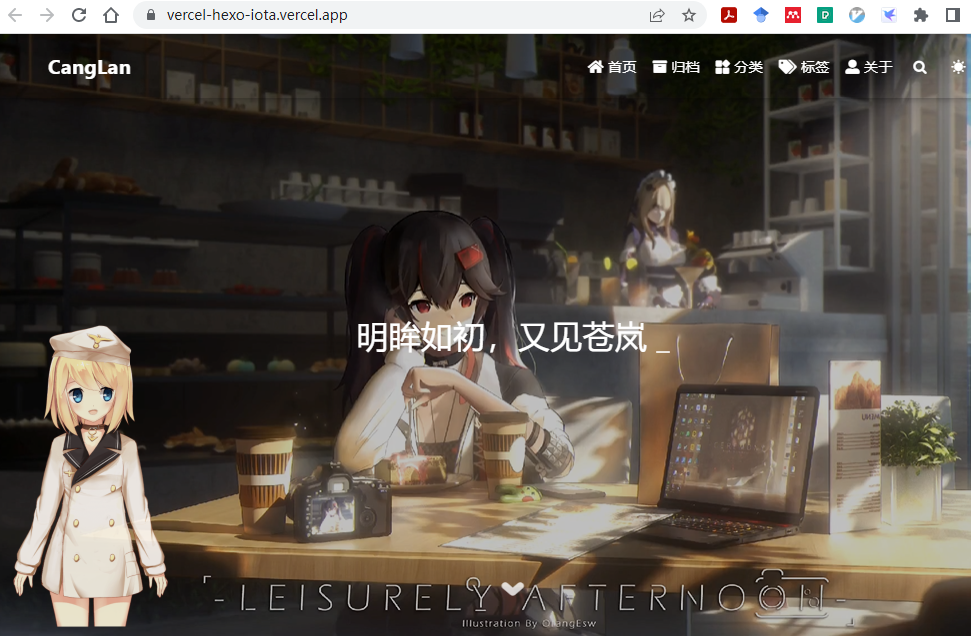 vercel-hexo-iota.vercel.app
CangLan
首页 归档 分类 标签 关于
明眸如初，又见苍岚 _
MENU
-LEISURELY AFTERNOON-
Illustration By QiangEsw